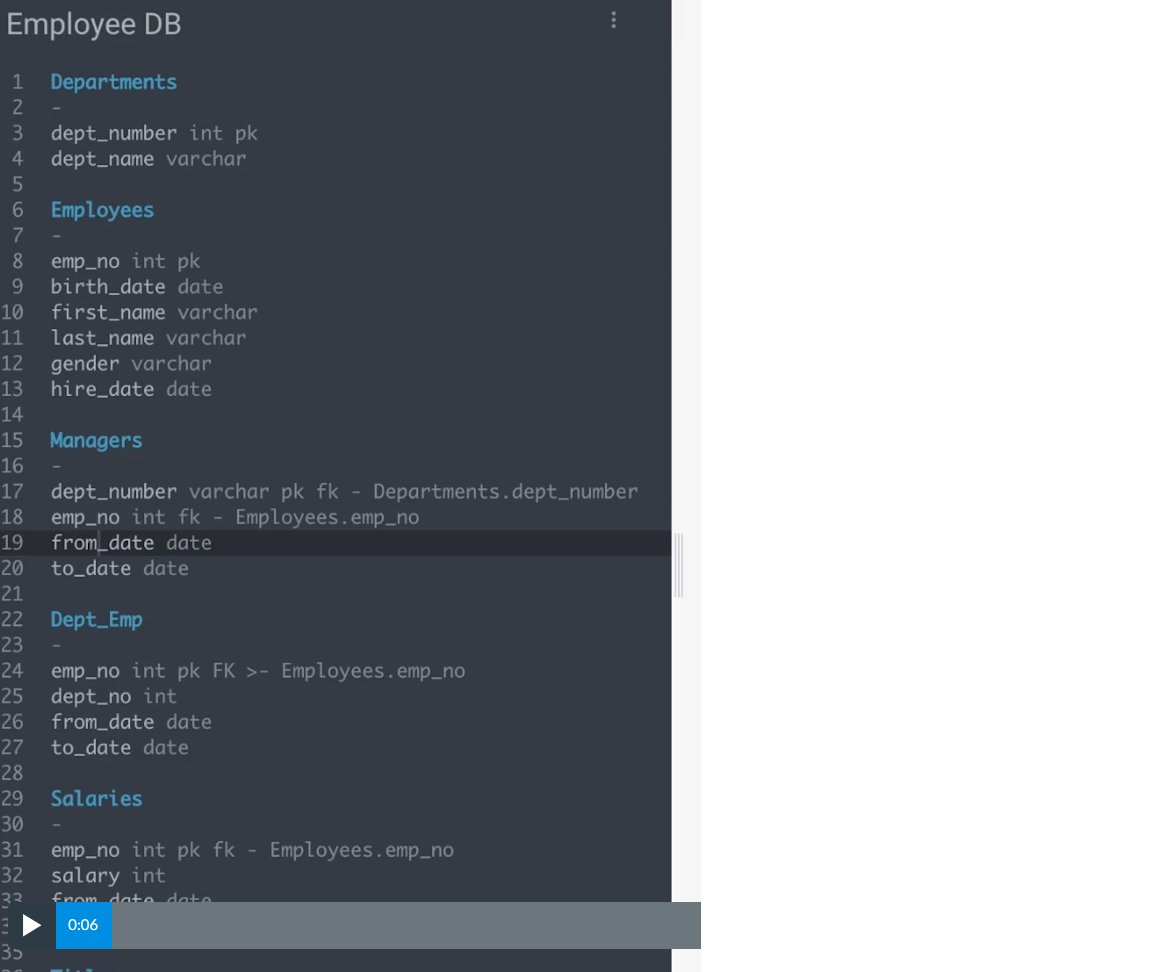 Employee DB
1 Departments
2 -
3 dept_number int pk
4 dept_name varchar
5
6 Employees
7 -
8 emp_no int pk
9 birth_date date
10 first_name varchar
11 last_name varchar
12 gender varchar
13 hire_date date
14
15 Managers
16 -
17 dept_number varchar pk fk - Departments.dept_number
18 emp_no int fk - Employees.emp_no
19 from_date date
20 to_date date
21
22 Dept_Emp
23 -
24 emp_no int pk FK >- Employees.emp_no
25 dept_no int
26 from_date date
27 to_date date
28
29 Salaries
30 -
31 emp_no int pk fk - Employees.emp_no
32 salary int
33 from_date date
0:06
35